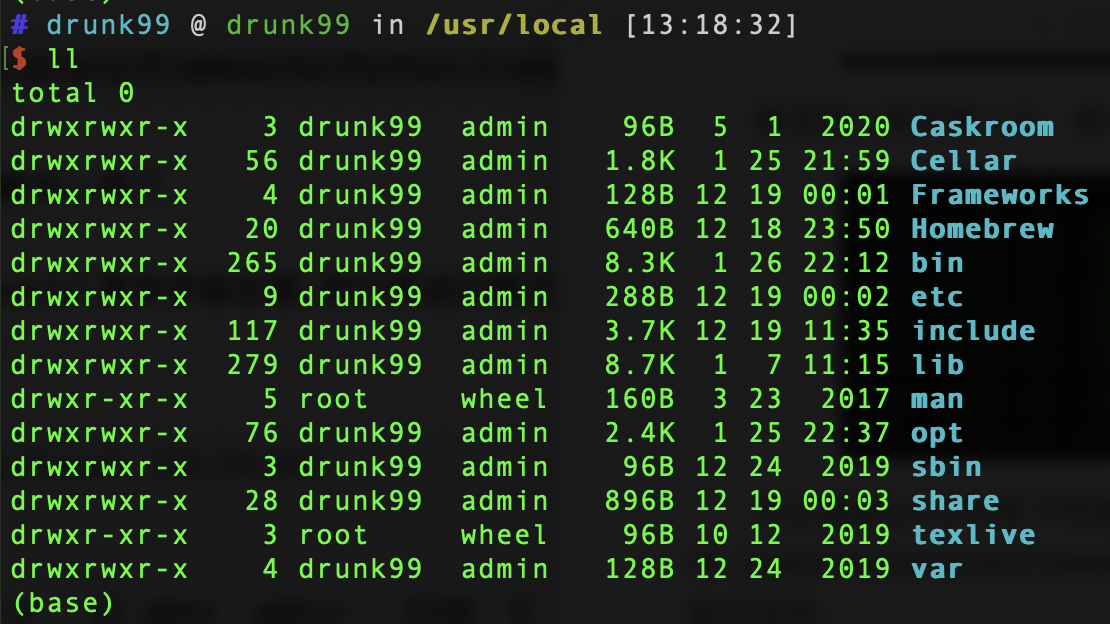 # drunk99 @ drunk99 in /usr/local [13:18:32]
[$ ll
total 0
drwxrwxr-x 3 drunk99 admin 96B 5 1 2020 Caskroom
drwxrwxr-x 56 drunk99 admin 1.8K 1 25 21:59 Cellar
drwxrwxr-x 4 drunk99 admin 128B 12 19 00:01 Frameworks
drwxrwxr-x 20 drunk99 admin 640B 12 18 23:50 Homebrew
drwxrwxr-x 265 drunk99 admin 8.3K 1 26 22:12 bin
drwxrwxr-x 9 drunk99 admin 288B 12 19 00:02 etc
drwxrwxr-x 117 drunk99 admin 3.7K 12 19 11:35 include
drwxrwxr-x 279 drunk99 admin 8.7K 1 7 11:15 lib
drwxr-xr-x 5 root wheel 160B 3 23 2017 man
drwxrwxr-x 76 drunk99 admin 2.4K 1 25 22:37 opt
drwxrwxr-x 3 drunk99 admin 96B 12 24 2019 sbin
drwxrwxr-x 28 drunk99 admin 896B 12 19 00:03 share
drwxr-xr-x 3 root wheel 96B 10 12 2019 texlive
drwxrwxr-x 4 drunk99 admin 128B 12 24 2019 var
(base)